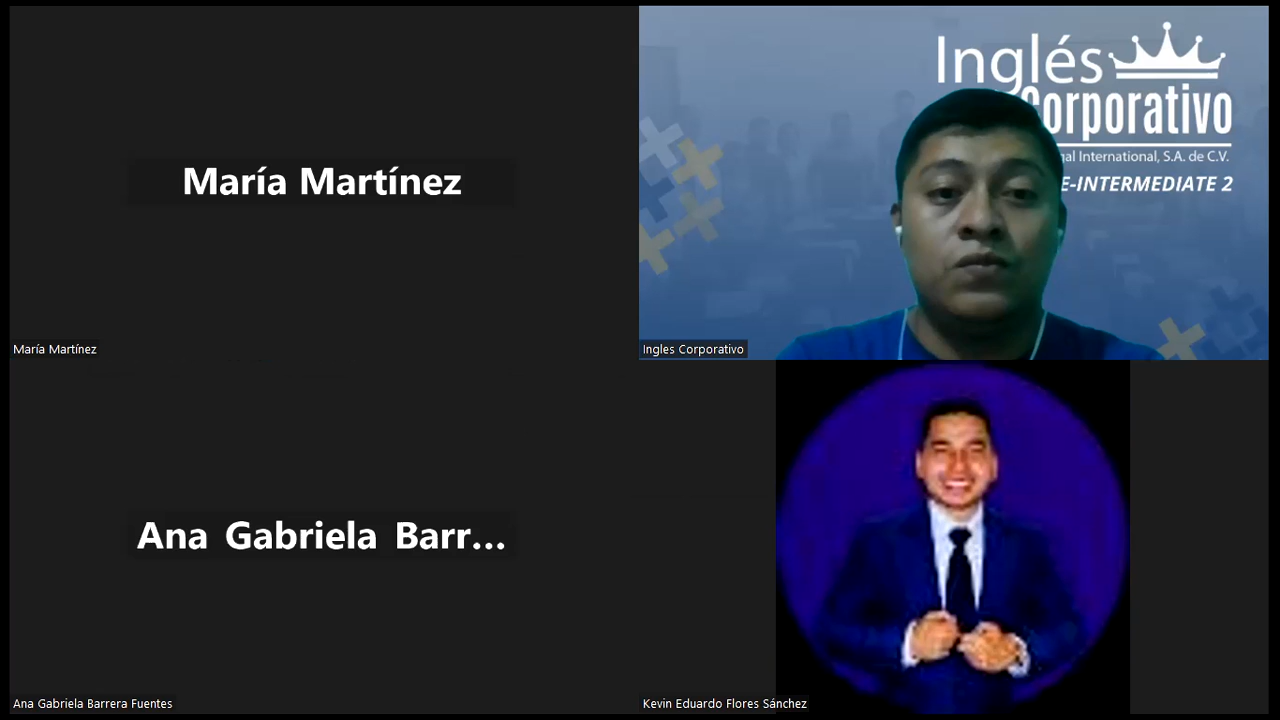 María Martínez
María Martínez
Inglés
Corporativo
gal International, S.A. de C.V.
E-INTERMEDIATE 2
Ingles Corporativo
Ana Gabriela Barr...
Ana Gabriela Barrera Fuentes
Kevin Eduardo Flores Sánchez